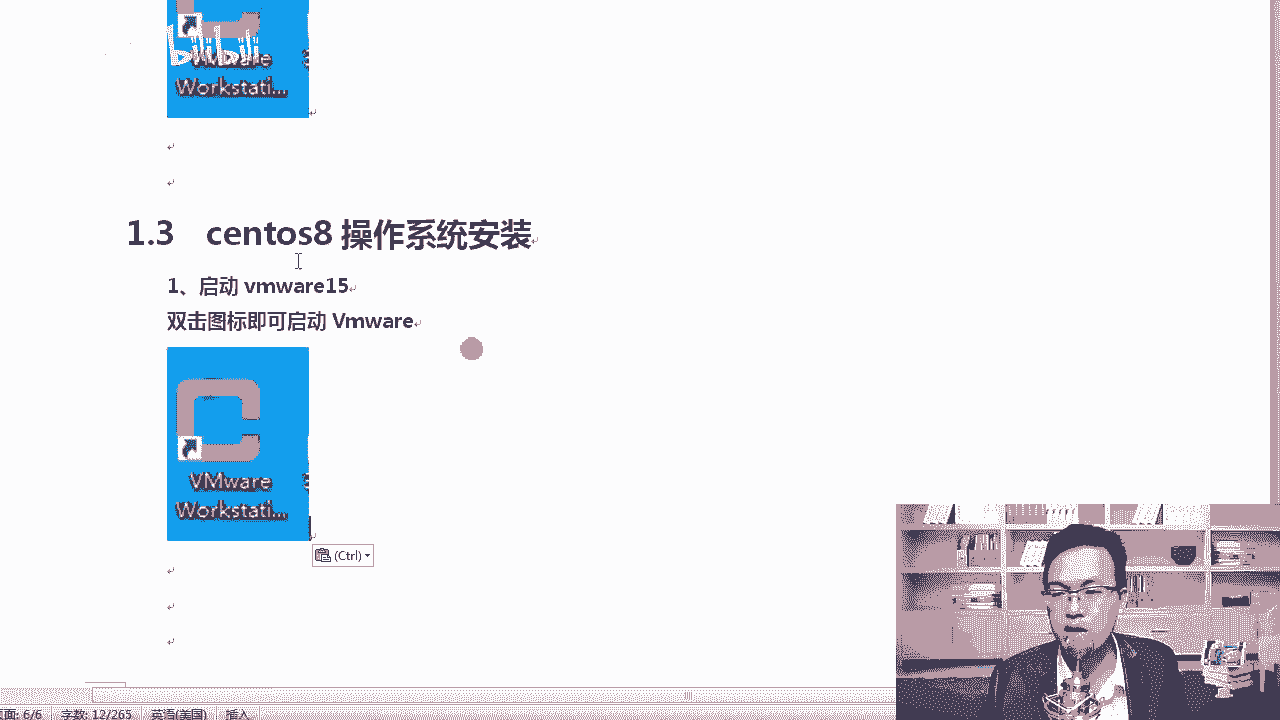 bilibili
VMware
Workstati...
1.3 centos8 操作系统安装
1、启动 vmware15
双击图标即可启动 Vmware
VMware
Workstati...
(Ctrl)
页面: 6/6 字数: 12/265 英语(美国) 插入